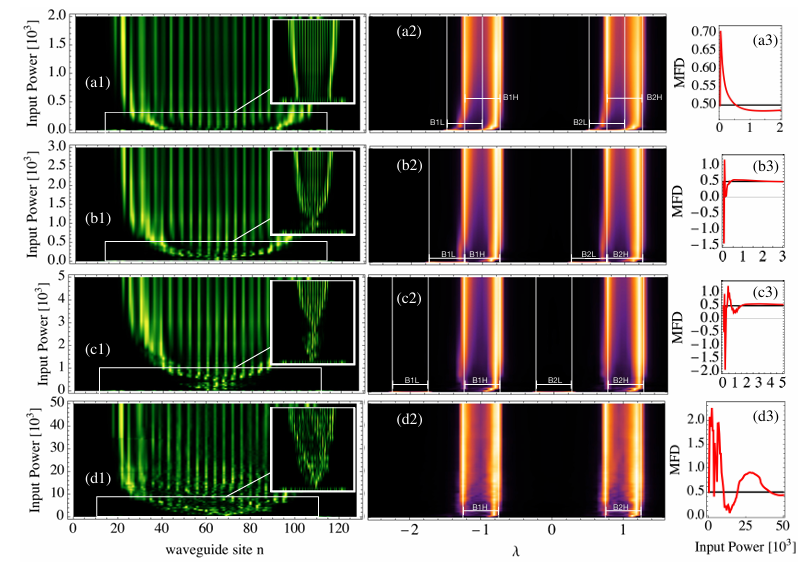 Input Power [10³]
2.0
1.5
1.0
0.5
0.0
(a1)
(a2)
B1H
B2H
B1L
B2L
MFD
0.70
0.65
0.60
0.55
0.50
(a3)
0 1 2
Input Power [10³]
3.0
2.5
2.0
1.5
1.0
0.5
0.0
(b1)
(b2)
B1L B1H B2L B2H
MFD
1.0
0.5
0.0
−0.5
−1.0
−1.5
(b3)
0 1 2 3
Input Power [10³]
5
4
3
2
1
0
(c1)
(c2)
B1L B1H B2L B2H
MFD
1.0
0.5
0.0
−0.5
−1.0
−1.5
−2.0
(c3)
0 1 2 3 4 5
Input Power [10³]
50
40
30
20
10
0
(d1)
(d2)
B1H B2H
MFD
2.0
1.5
1.0
0.5
(d3)
0 20 40 60 80 100 120
waveguide site n
−2 −1 0 1
λ
0 25 50
Input Power [10³]